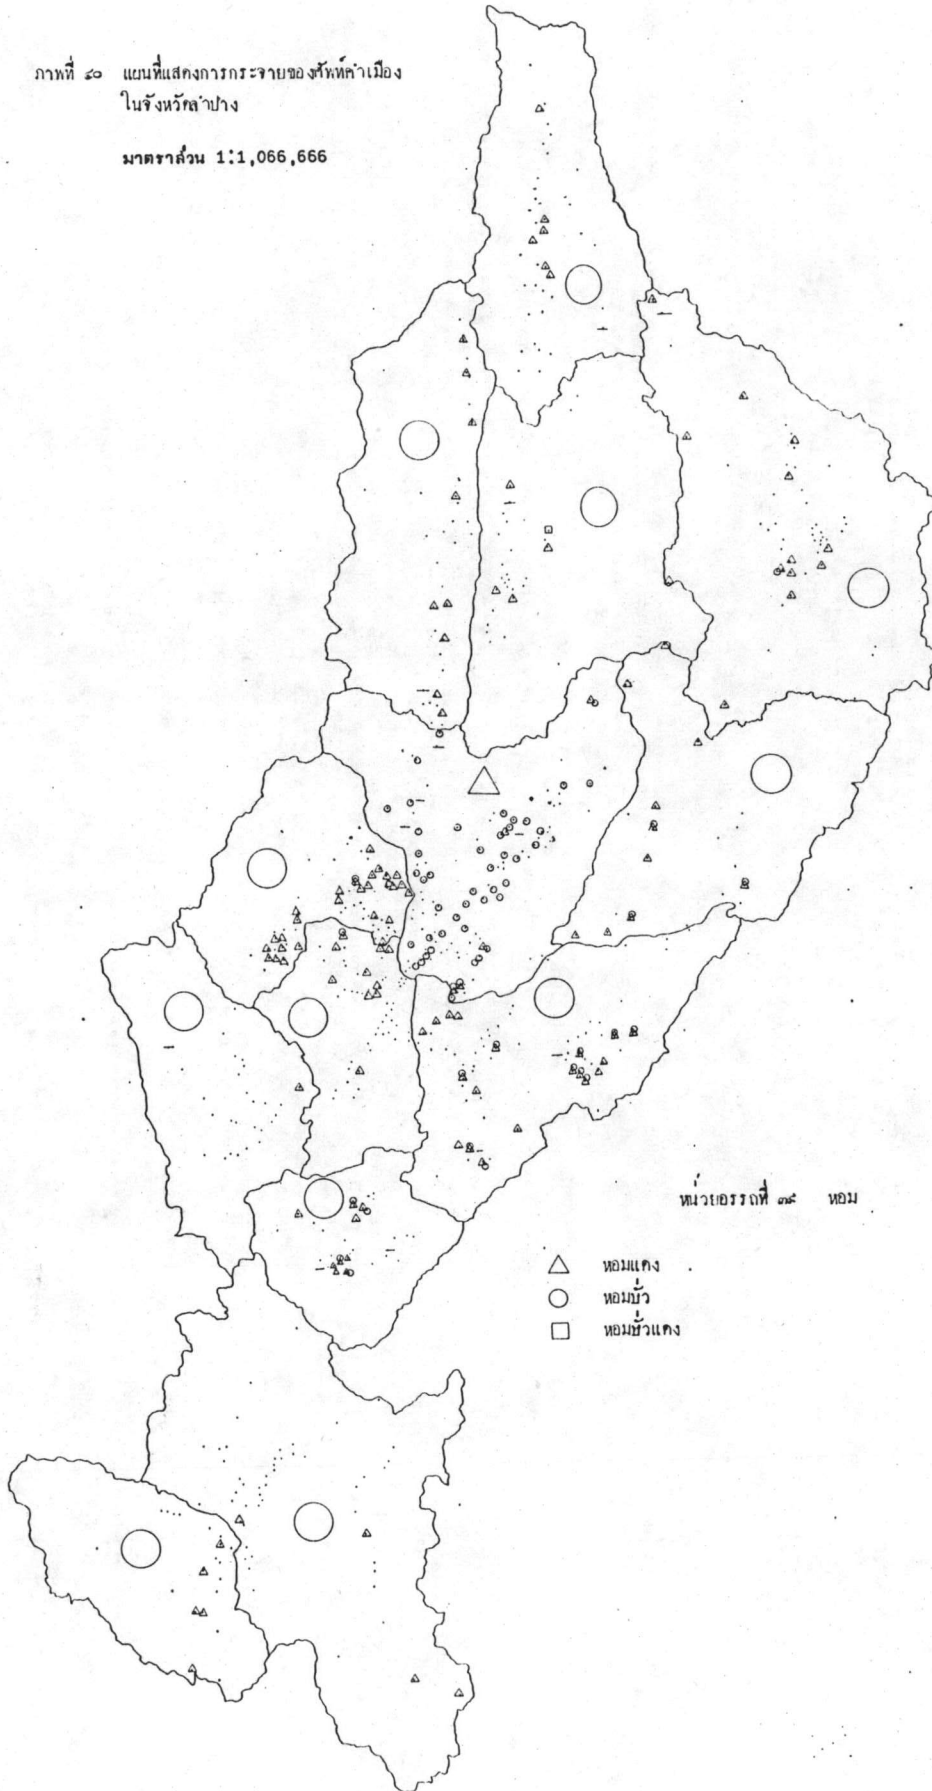 ภาพที่ ๔๐ แผนที่แสดงการกระจายของศัพท์คำเมือง
ในจังหวัดลำปาง
มาตราส่วน 1:1,066,666
หน่วยอรรถที่ ๓๙ หอม
△ หอมแดง
○ หอมบั่ว
□ หอมบั่วแดง